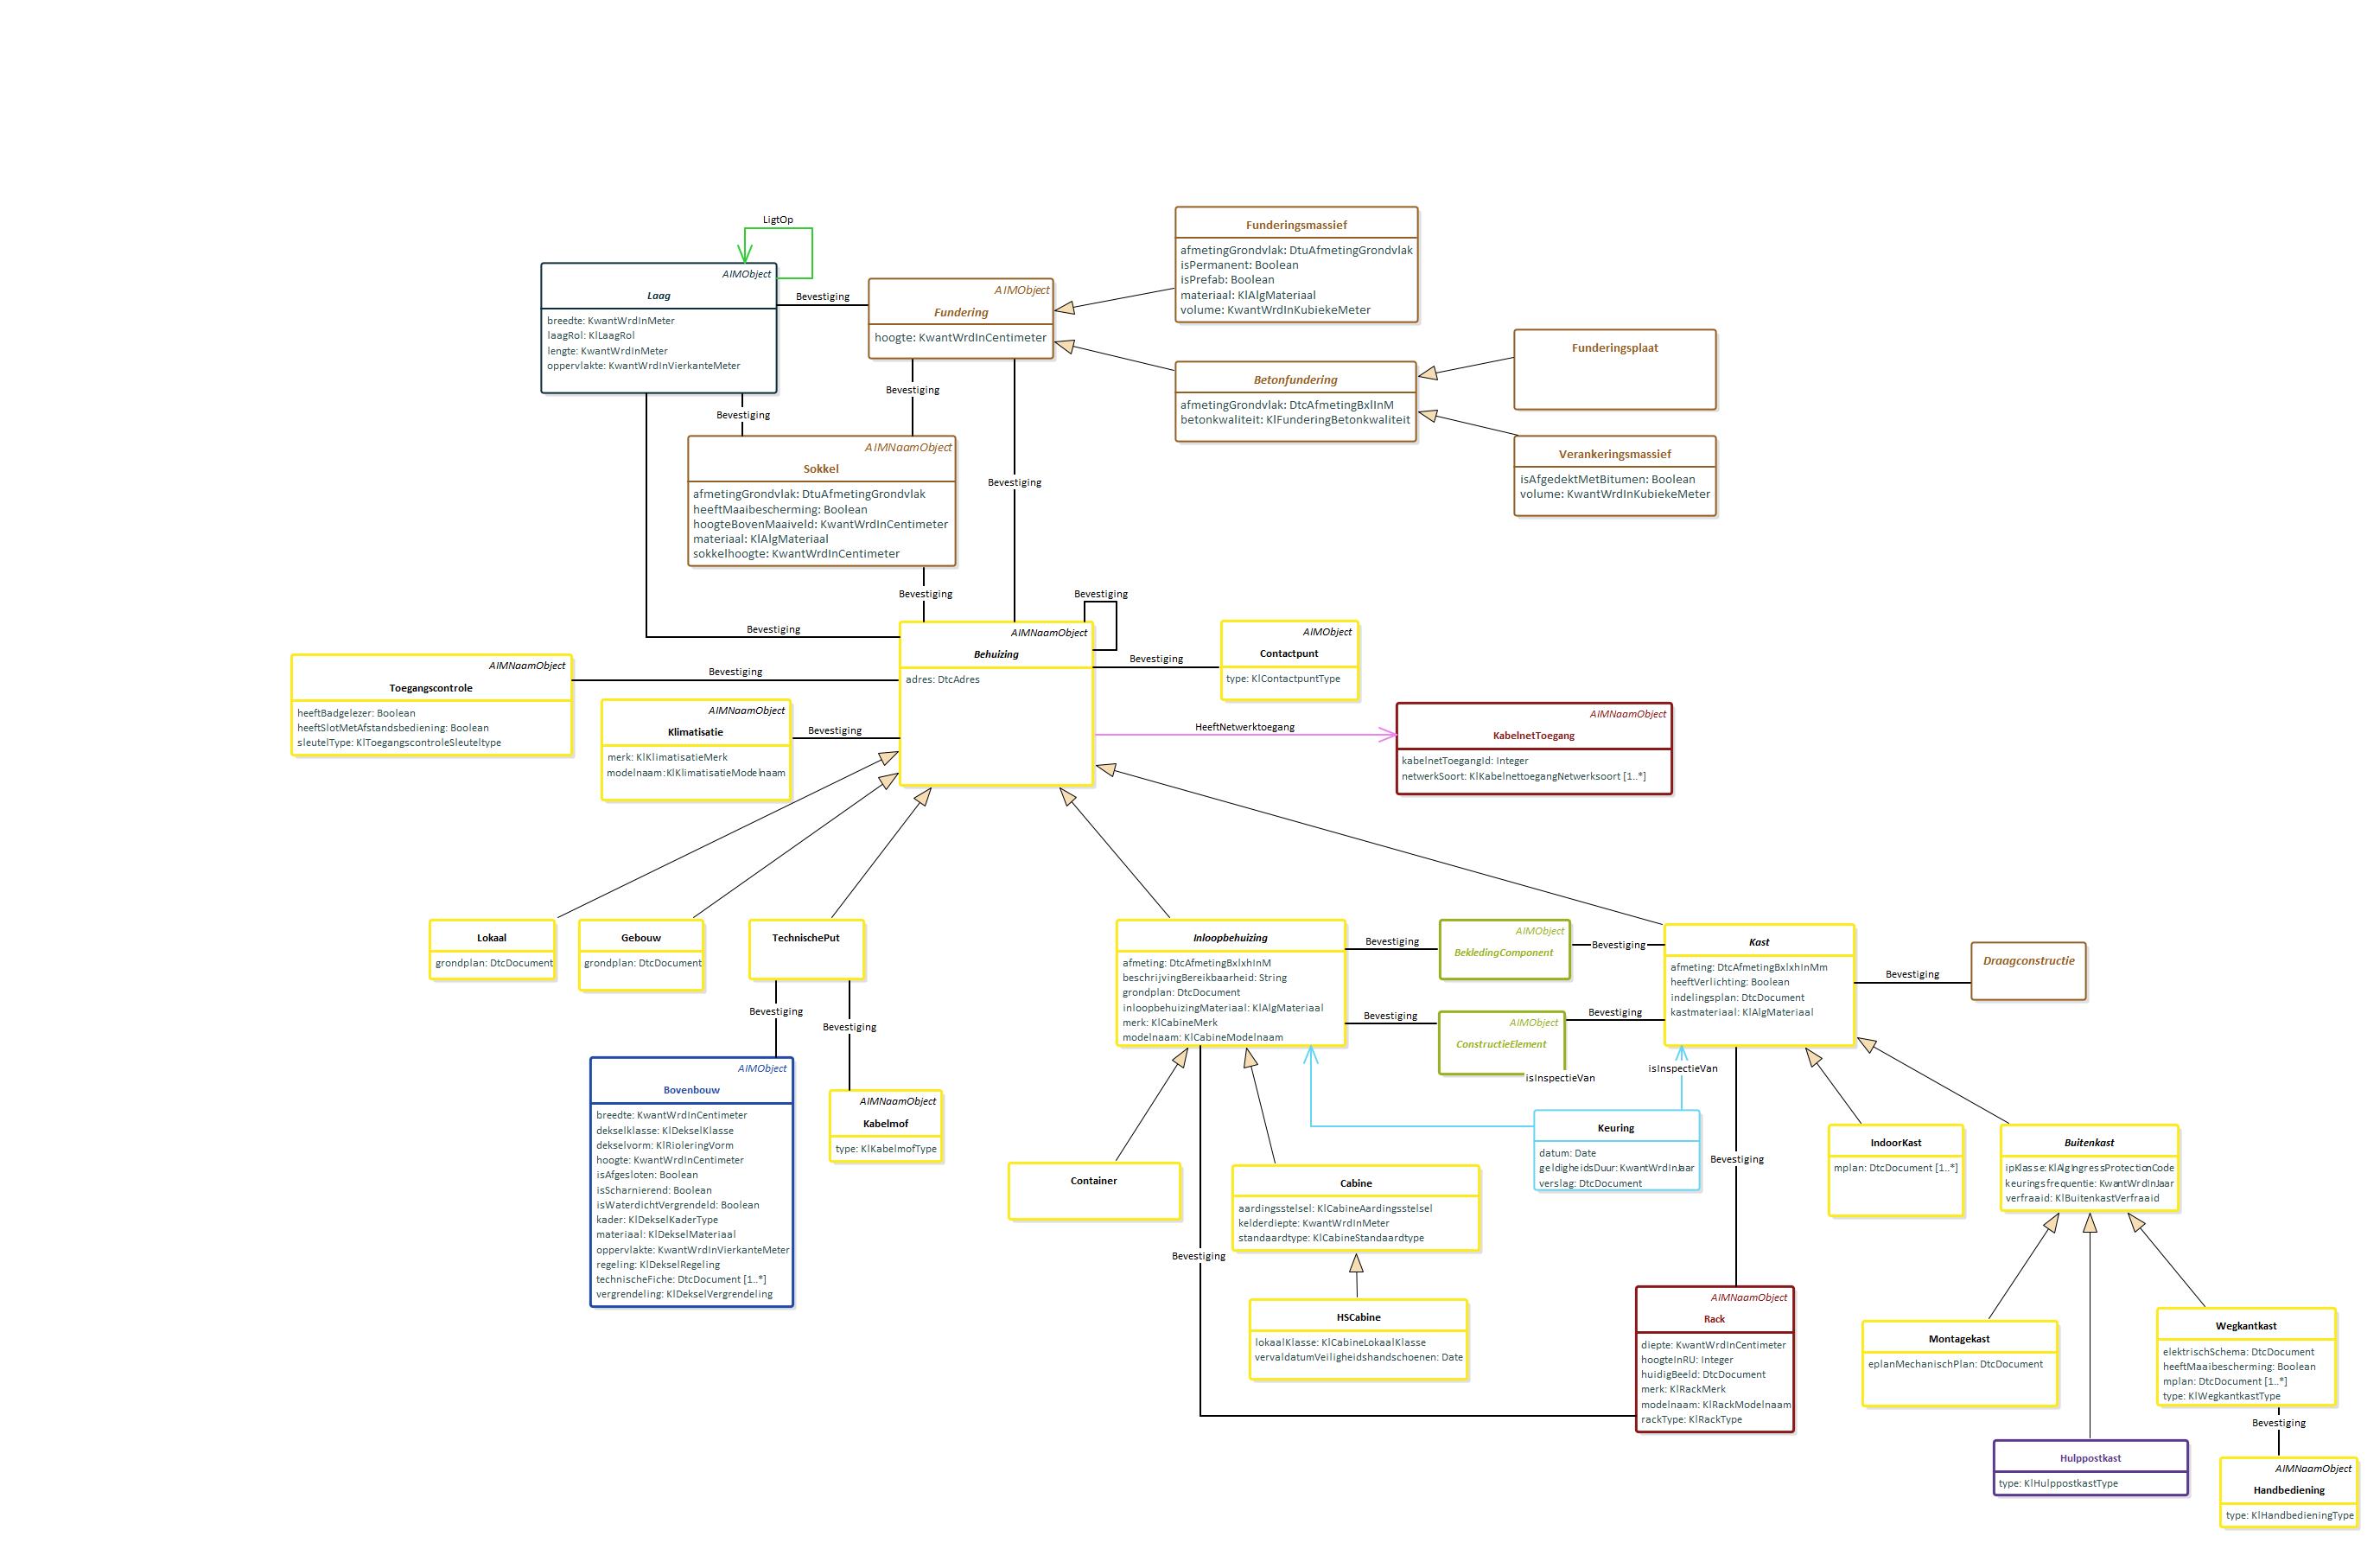 LigtOp
AIMObject
Laag
breedte: KwantWrdInMeter
laagRol: KlLaagRol
lengte: KwantWrdInMeter
oppervlakte: KwantWrdInVierkanteMeter
Bevestiging
AIMObject
Fundering
hoogte: KwantWrdInCentimeter
Funderingsmassief
afmetingGrondvlak: DtuAfmetingGrondvlak
isPermanent: Boolean
isPrefab: Boolean
materiaal: KlAlgMateriaal
volume: KwantWrdInKubiekeMeter
Funderingsplaat
Betonfundering
afmetingGrondvlak: DtcAfmetingBxlInM
betonkwaliteit: KlFunderingBetonkwaliteit
Verankeringsmassief
isAfgedektMetBitumen: Boolean
volume: KwantWrdInKubiekeMeter
Bevestiging
Bevestiging
AIMNaamObject
Sokkel
afmetingGrondvlak: DtuAfmetingGrondvlak
heeftMaaibescherming: Boolean
hoogteBovenMaaiveld: KwantWrdInCentimeter
materiaal: KlAlgMateriaal
sokkelhoogte: KwantWrdInCentimeter
Bevestiging
Bevestiging
Bevestiging
Bevestiging
AIMNaamObject
Behuizing
adres: DtcAdres
Bevestiging
AIMObject
Contactpunt
type: KlContactpuntType
AIMNaamObject
Toegangscontrole
heeftBadgelezer: Boolean
heeftSlotMetAfstandsbediening: Boolean
sleutelType: KlToegangscontroleSleuteltype
Bevestiging
AIMNaamObject
Klimatisatie
merk: KlKlimatisatieMerk
modelnaam:KlKlimatisatieModelnaam
Bevestiging
HeeftNetwerktoegang
AIMNaamObject
KabelnetToegang
kabelnetToegangId: Integer
netwerkSoort: KlKabelnettoegangNetwerksoort [1..*]
Lokaal
grondplan: DtcDocument
Gebouw
grondplan: DtcDocument
TechnischePut
Inloopbehuizing
afmeting: DtcAfmetingBxlxhInM
beschrijvingBereikbaarheid: String
grondplan: DtcDocument
inloopbehuizingMateriaal: KlAlgMateriaal
merk: KlCabineMerk
modelnaam: KlCabineModelnaam
Bevestiging
AIMObject
BekledingComponent
Bevestiging
Kast
afmeting: DtcAfmetingBxlxhInMm
heeftVerlichting: Boolean
indelingsplan: DtcDocument
kastmateriaal: KlAlgMateriaal
Bevestiging
Draagconstructie
Bevestiging
AIMObject
ConstructieElement
Bevestiging
isInspectieVan
isInspectieVan
Bevestiging
Bevestiging
AIMObject
Bovenbouw
breedte: KwantWrdInCentimeter
dekselklasse: KlDekselKlasse
dekselvorm: KlRioleringVorm
hoogte: KwantWrdInCentimeter
isAfgesloten: Boolean
isScharnierend: Boolean
isWaterdichtVergrendeld: Boolean
kader: KlDekselKaderType
materiaal: KlDekselMateriaal
oppervlakte: KwantWrdInVierkanteMeter
regeling: KlDekselRegeling
technischeFiche: DtcDocument [1..*]
vergrendeling: KlDekselVergrendeling
AIMNaamObject
Kabelmof
type: KlKabelmofType
Container
Cabine
aardingsstelsel: KlCabineAardingsstelsel
kelderdiepte: KwantWrdInMeter
standaardtype: KlCabineStandaardtype
Keuring
datum: Date
geldigheidsDuur: KwantWrdInJaar
verslag: DtcDocument
Bevestiging
Bevestiging
IndoorKast
mplan: DtcDocument [1..*]
Buitenkast
ipKlasse: KlAlgIngressProtectionCode
keuringsfrequentie: KwantWrdInJaar
verfraaid: KlBuitenkastVerfraaid
HSCabine
lokaalKlasse: KlCabineLokaalKlasse
vervaldatumVeiligheidshandschoenen: Date
AIMNaamObject
Rack
diepte: KwantWrdInCentimeter
hoogteInRU: Integer
huidigBeeld: DtcDocument
merk: KlRackMerk
modelnaam: KlRackModelnaam
rackType: KlRackType
Montagekast
eplanMechanischPlan: DtcDocument
Wegkantkast
elektrischSchema: DtcDocument
heeftMaaibescherming: Boolean
mplan: DtcDocument [1..*]
type: KlWegkantkastType
Bevestiging
Hulppostkast
type: KlHulppostkastType
AIMNaamObject
Handbediening
type: KlHandbedieningType